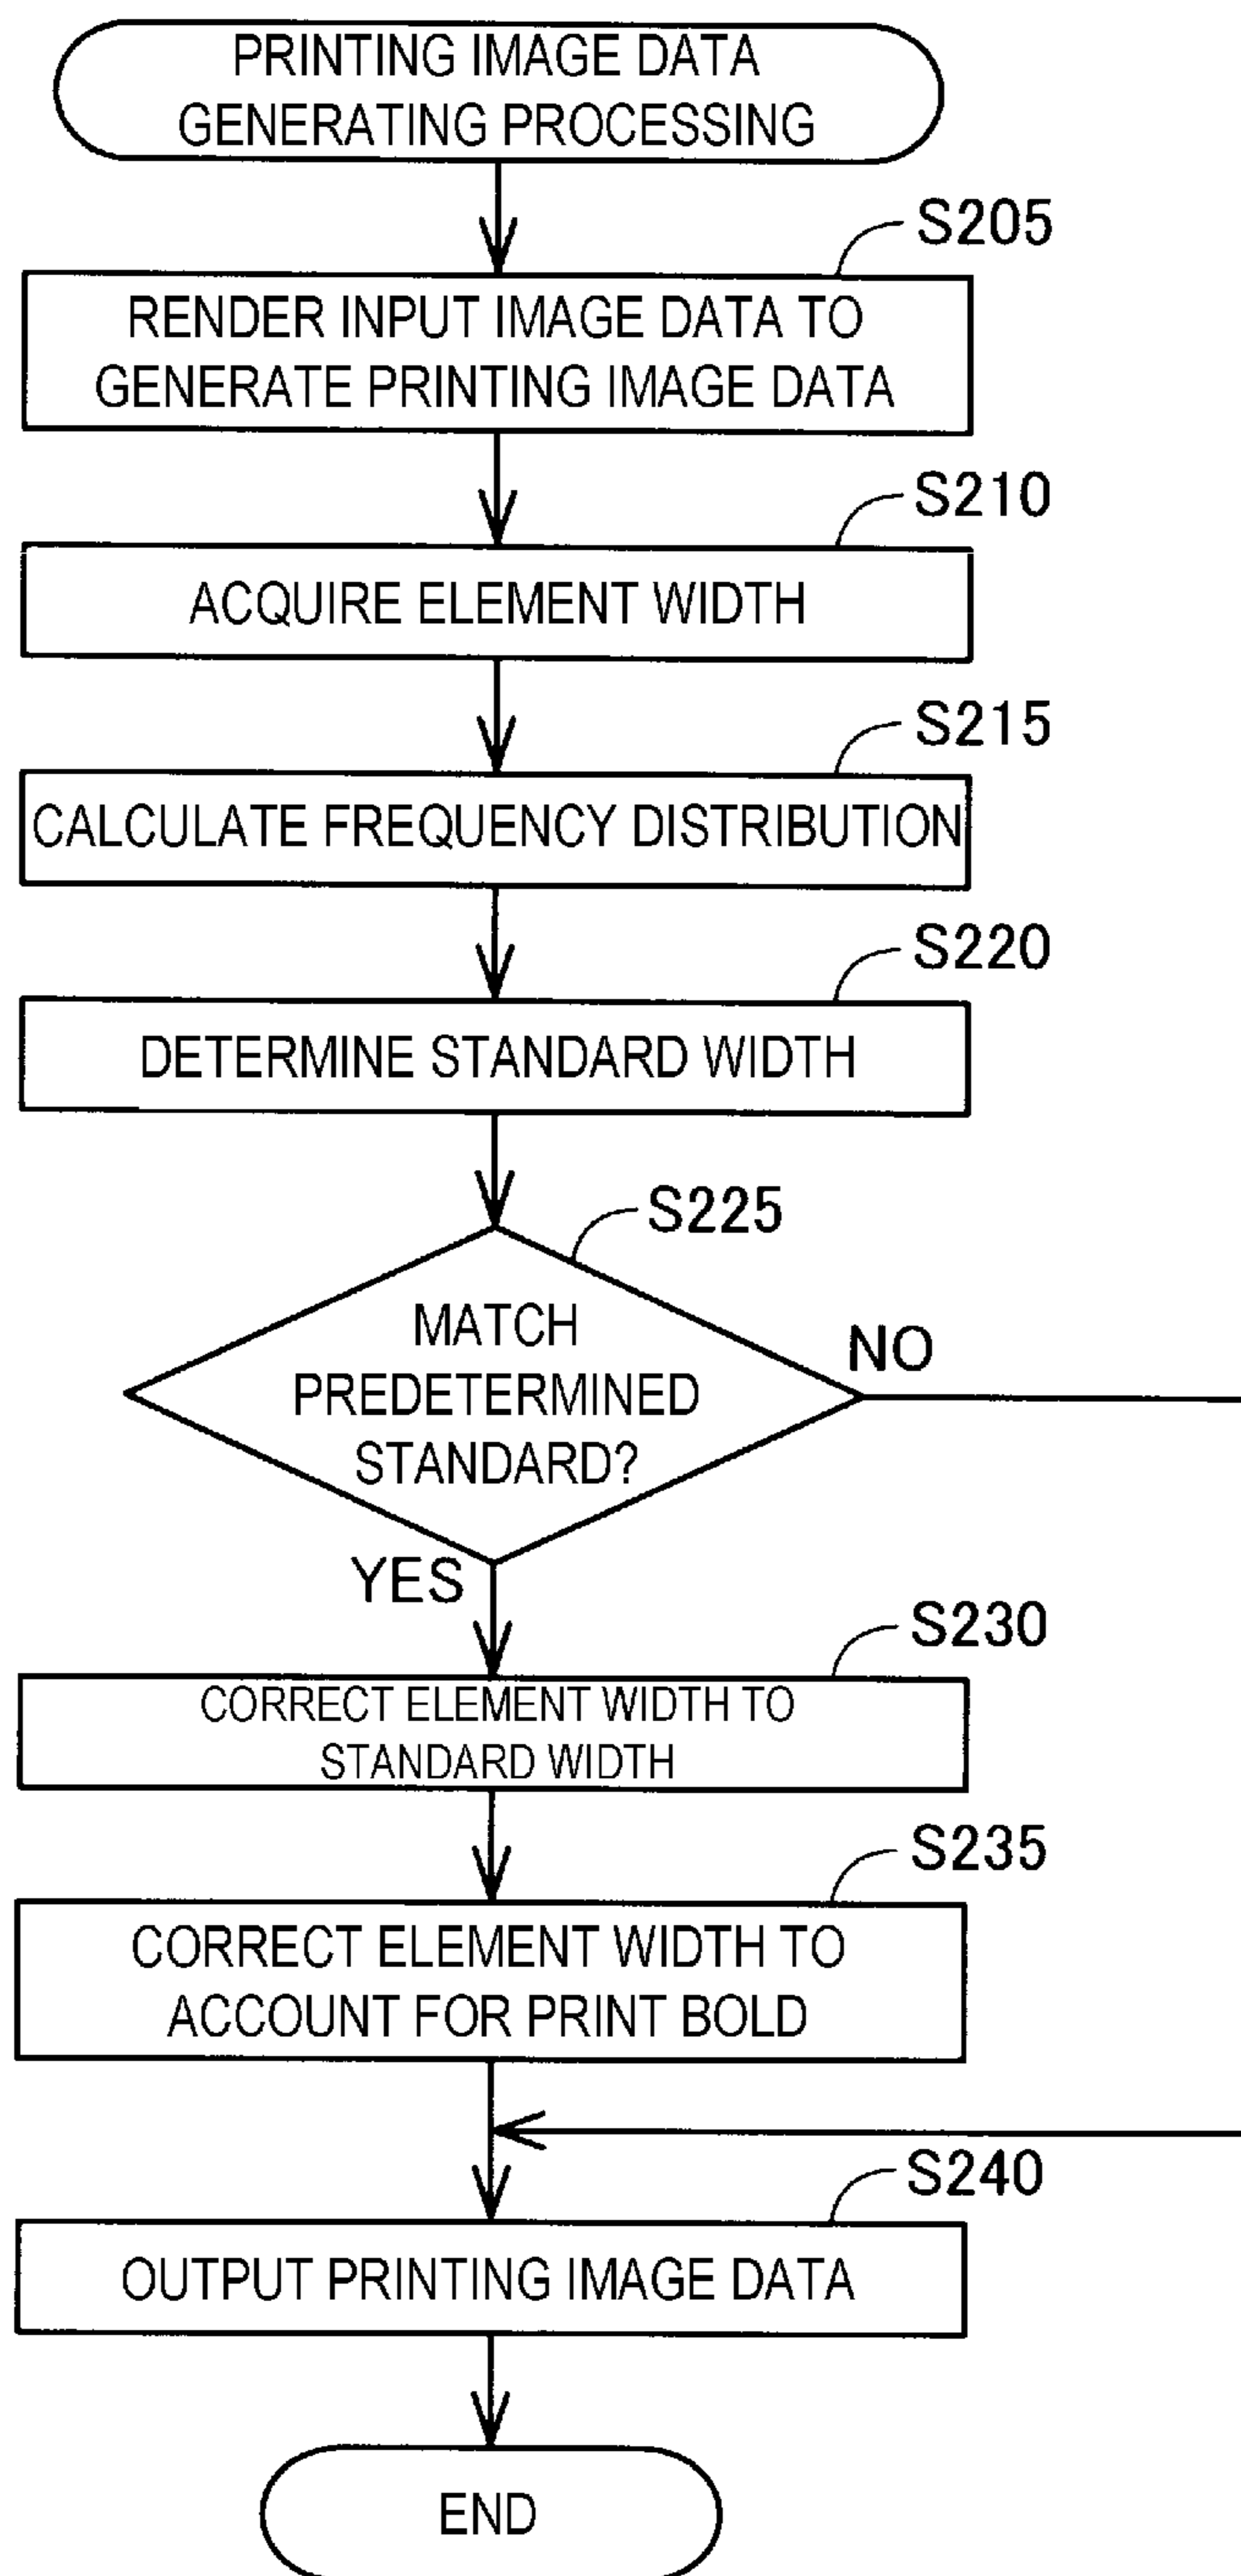 PRINTING IMAGE DATA
GENERATING PROCESSING
S205
RENDER INPUT IMAGE DATA TO
GENERATE PRINTING IMAGE DATA
S210
ACQUIRE ELEMENT WIDTH
S215
CALCULATE FREQUENCY DISTRIBUTION
S220
DETERMINE STANDARD WIDTH
S225
MATCH
PREDETERMINED
STANDARD?
NO
YES
S230
CORRECT ELEMENT WIDTH TO
STANDARD WIDTH
S235
CORRECT ELEMENT WIDTH TO
ACCOUNT FOR PRINT BOLD
S240
OUTPUT PRINTING IMAGE DATA
END